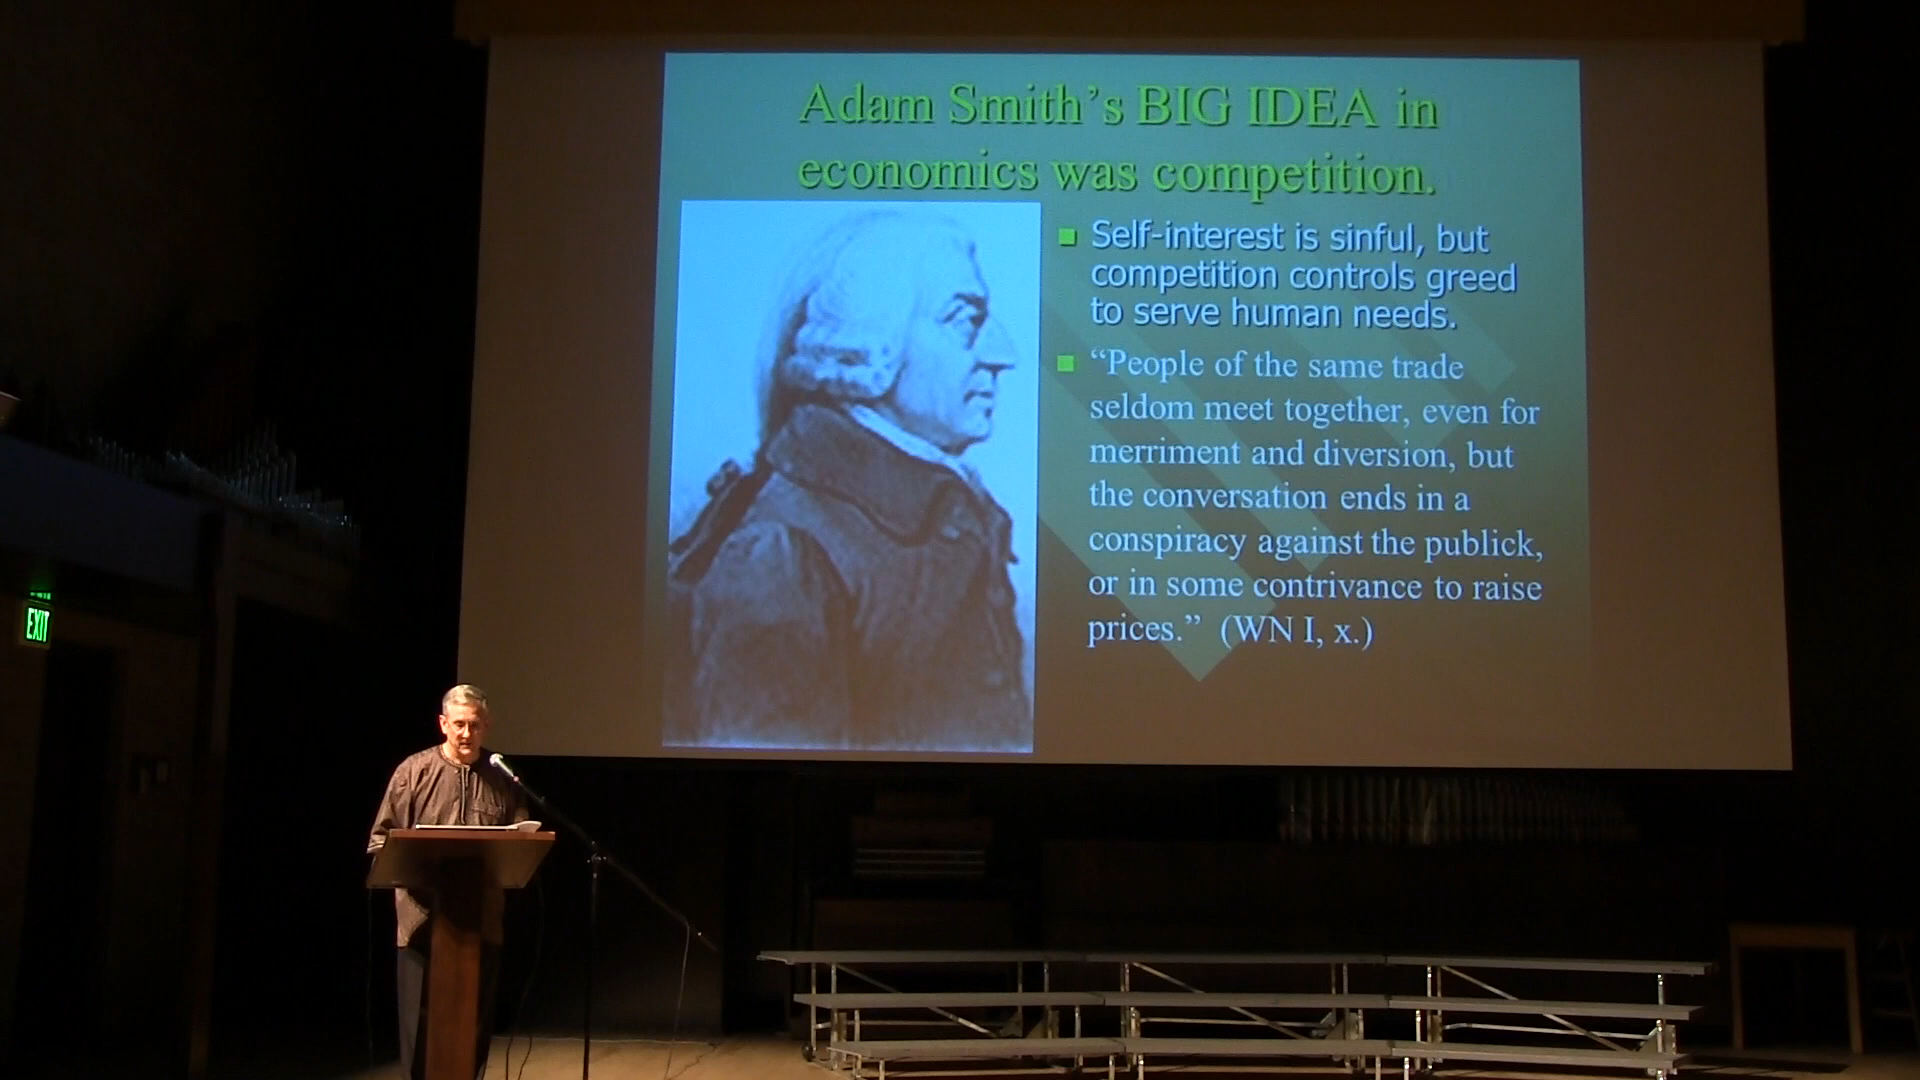 Adam Smith’s BIG IDEA in
economics was competition.
Self-interest is sinful, but
competition controls greed
to serve human needs.
“People of the same trade
seldom meet together, even for
merriment and diversion, but
the conversation ends in a
conspiracy against the publick,
or in some contrivance to raise
prices.” (WN I, x.)
EXIT